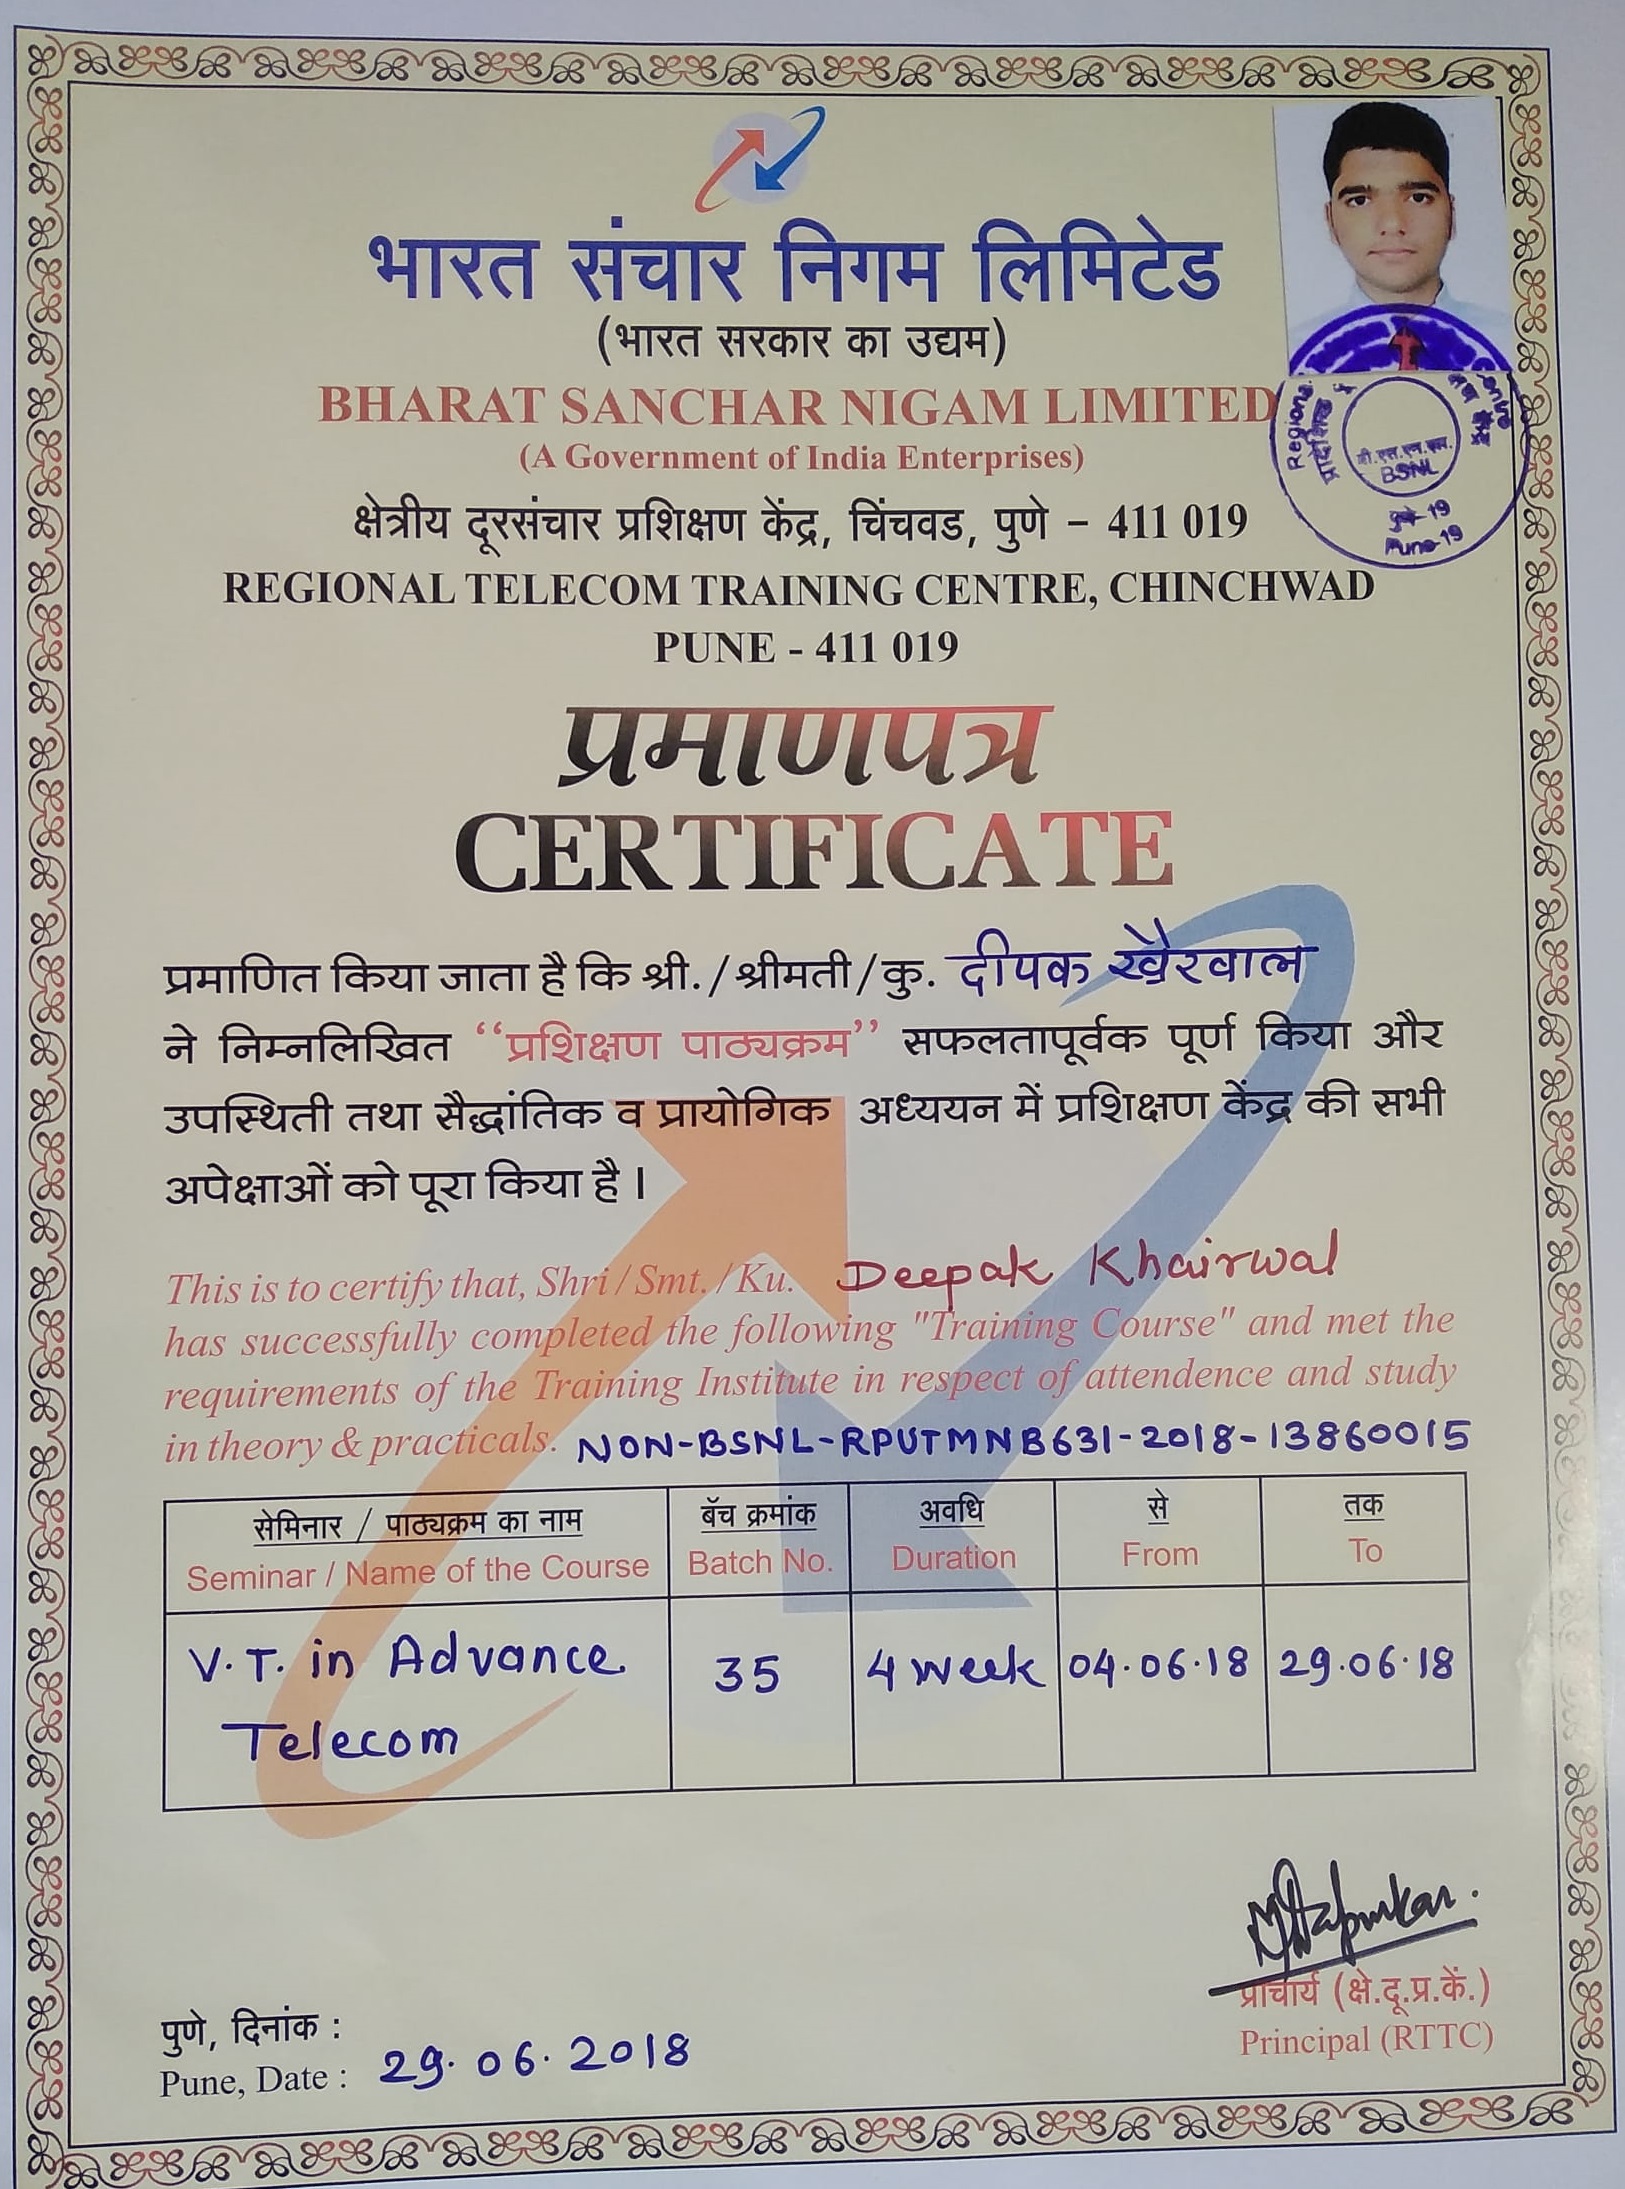 भारत संचार निगम लिमिटेड
(भारत सरकार का उद्यम)
BHARAT SANCHAR NIGAM LIMITED
(A Government of India Enterprises)
क्षेत्रीय दूरसंचार प्रशिक्षण केंद्र, चिंचवड, पुणे - 411 019
REGIONAL TELECOM TRAINING CENTRE, CHINCHWAD
PUNE - 411 019
Regional
Centre
बी.एस.एन.एल.
BSNL
पुणे-19
Pune-19
प्रमाणपत्र
CERTIFICATE
प्रमाणित किया जाता है कि श्री./श्रीमती/कु. दीपक खैरवाल
ने निम्नलिखित “प्रशिक्षण पाठ्यक्रम” सफलतापूर्वक पूर्ण किया और
उपस्थिती तथा सैद्धांतिक व प्रायोगिक अध्ययन में प्रशिक्षण केंद्र की सभी
अपेक्षाओं को पूरा किया है ।
This is to certify that, Shri / Smt. / Ku. Deepak Khairwal
has successfully completed the following "Training Course" and met the
requirements of the Training Institute in respect of attendence and study
in theory & practicals. NON-BSNL-RPUTMNB631-2018-13860015
सेमिनार / पाठ्यक्रम का नाम बॅच क्रमांक अवधि से तक
Seminar / Name of the Course Batch No. Duration From To
V.T. in Advance 35 4 week 04.06.18 29.06.18
Telecom
प्राचार्य (क्षे.दू.प्र.कें.)
Principal (RTTC)
पुणे, दिनांक :
Pune, Date : 29.06.2018